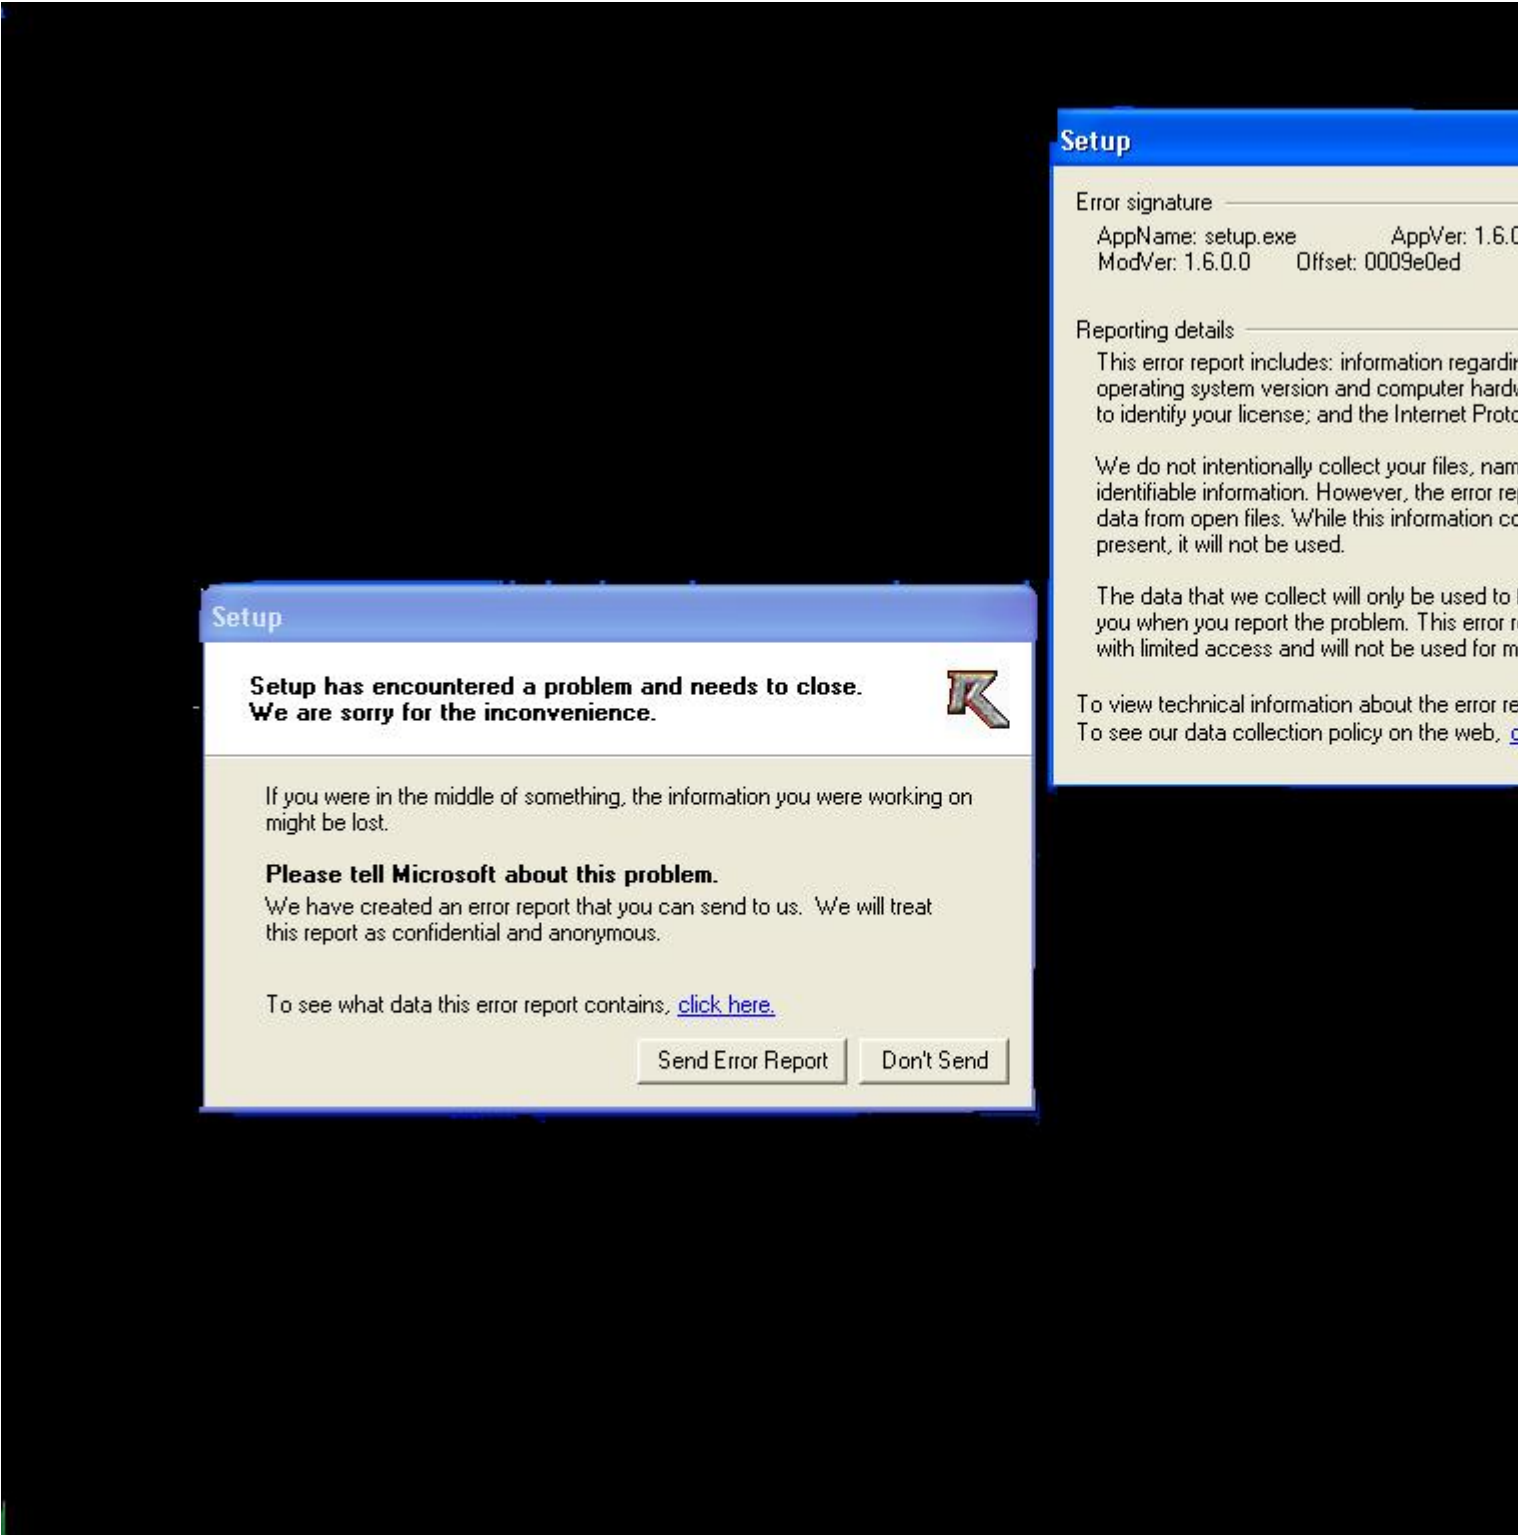 Setup
Error signature
AppName: setup.exe AppVer: 1.6.0
ModVer: 1.6.0.0 Offset: 0009e0ed
Reporting details
This error report includes: information
operating system version and computer
to identify your license; and the Internet
We do not intentionally collect your files,
identifiable information. However, the error
data from open files. While this information
present, it will not be used.
The data that we collect will only be used to
you when you report the problem. This error
with limited access and will not be used for
To view technical information about the error
To see our data collection policy on the web,
Setup
Setup has encountered a problem and needs to close.
We are sorry for the inconvenience.
If you were in the middle of something, the information you were working on
might be lost.
Please tell Microsoft about this problem.
We have created an error report that you can send to us. We will treat
this report as confidential and anonymous.
To see what data this error report contains, click here.
Send Error Report Don't Send